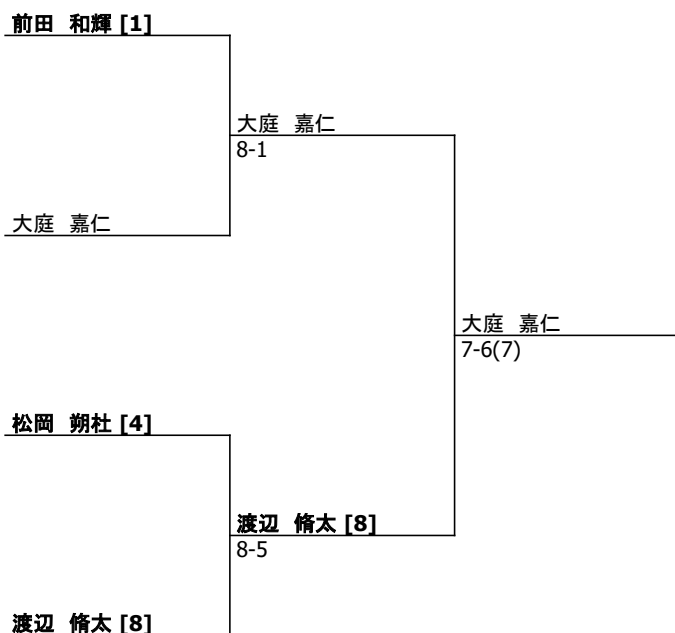 前田 和輝 [1]
大庭 嘉仁
8-1
大庭 嘉仁
大庭 嘉仁
7-6(7)
松岡 朔杜 [4]
渡辺 脩太 [8]
8-5
渡辺 脩太 [8]